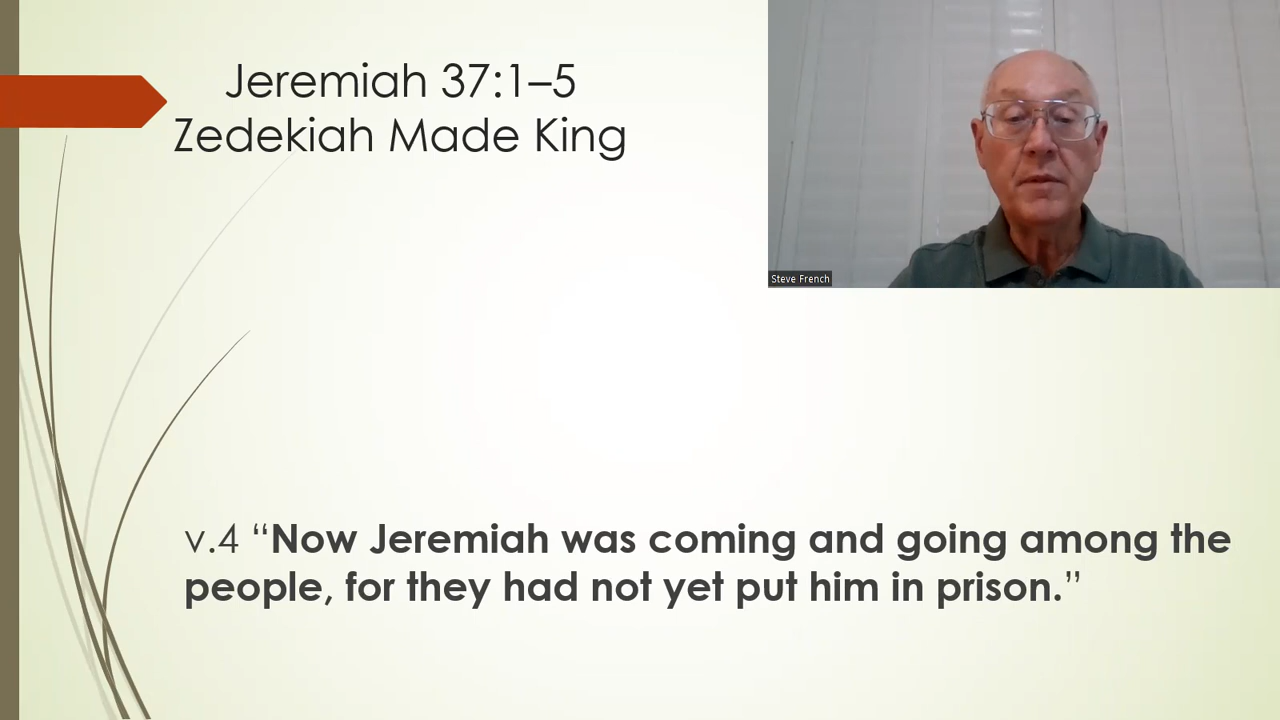 Jeremiah 37:1–5
Zedekiah Made King
Steve French
v.4 “Now Jeremiah was coming and going among the
people, for they had not yet put him in prison.”